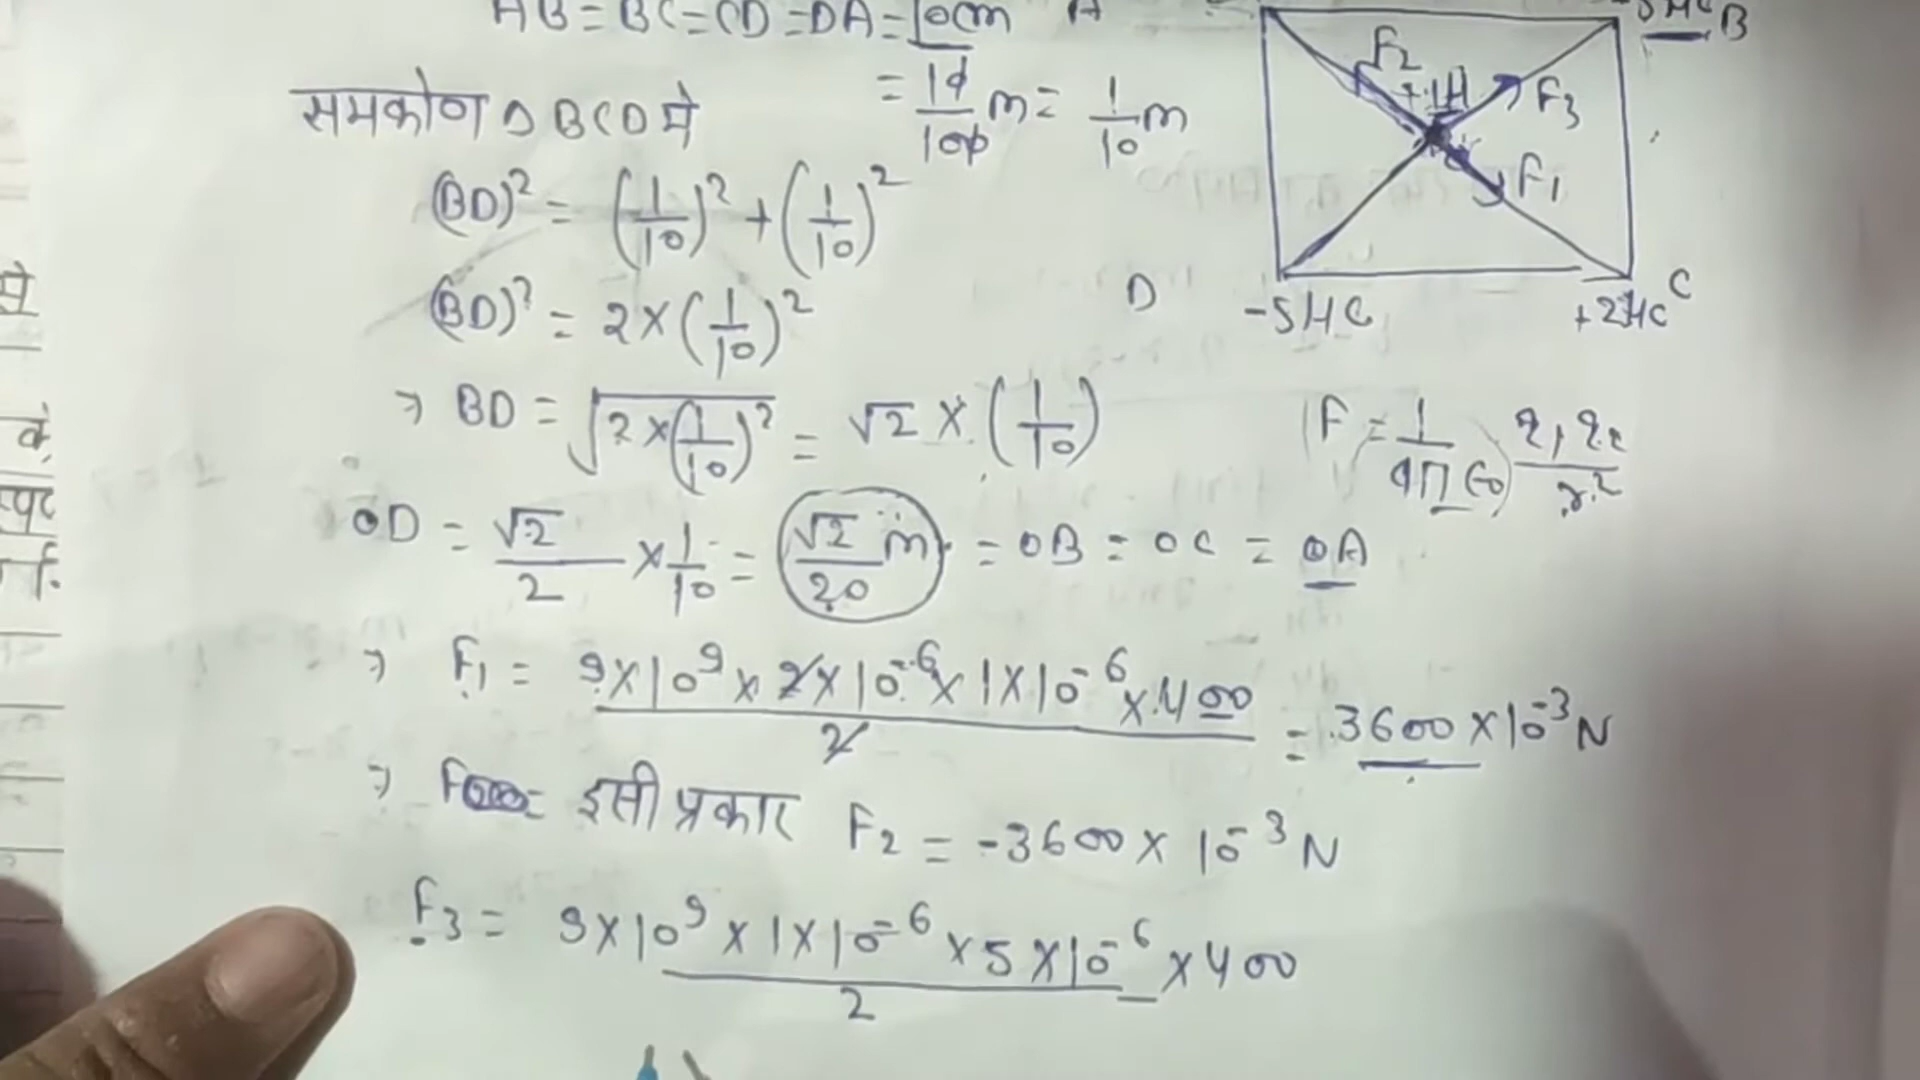 AB = BC = CD = DA = 10cm A
= 10/100 m = 1/10 m
समकोण Δ BCD में
(BD)² = (1/10)² + (1/10)²
(BD)² = 2 × (1/10)²
→ BD = √(2×(1/10)²) = √2 × (1/10)
OD = √2/2 × 1/10 = √2/20 m = OB = OC = OA
→ F₁ = 9×10⁹ × 2×10⁻⁶ × 1×10⁻⁶ × 400 / 2 = 3600 × 10⁻³ N
→ F = इसी प्रकार F₂ = -3600 × 10⁻³ N
F₃ = 9×10⁹ × 1×10⁻⁶ × 5×10⁻⁶ × 400 / 2
B
F₂
F₃
F₁
D
-5μC
+2μC C
F = 1/4πε₀ q₁q₂/r²
से